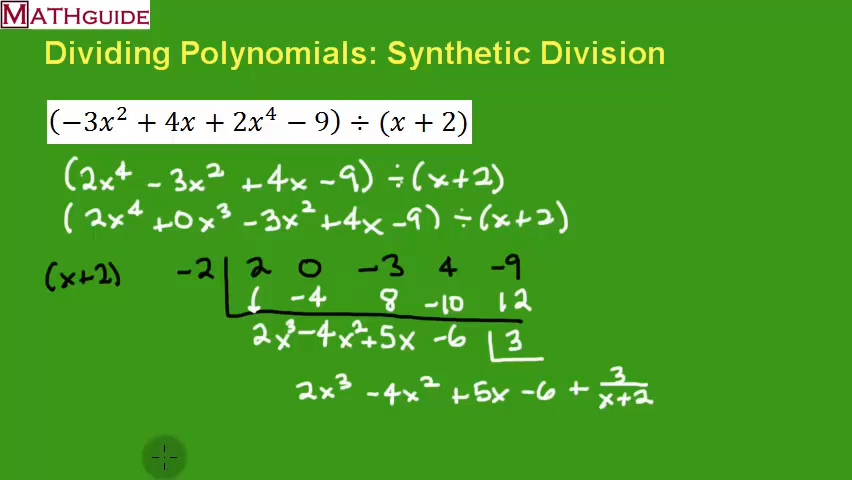 MATHGUIDE
Dividing Polynomials: Synthetic Division
(−3x² + 4x + 2x⁴ − 9) ÷ (x + 2)
(2x⁴ - 3x² + 4x - 9) ÷ (x+2)
(2x⁴ + 0x³ - 3x² + 4x - 9) ÷ (x+2)
(x+2) -2 | 2 0 -3 4 -9
↓ -4 8 -10 12
2x³ - 4x² + 5x - 6 | 3
2x³ - 4x² + 5x - 6 + 3/(x+2)